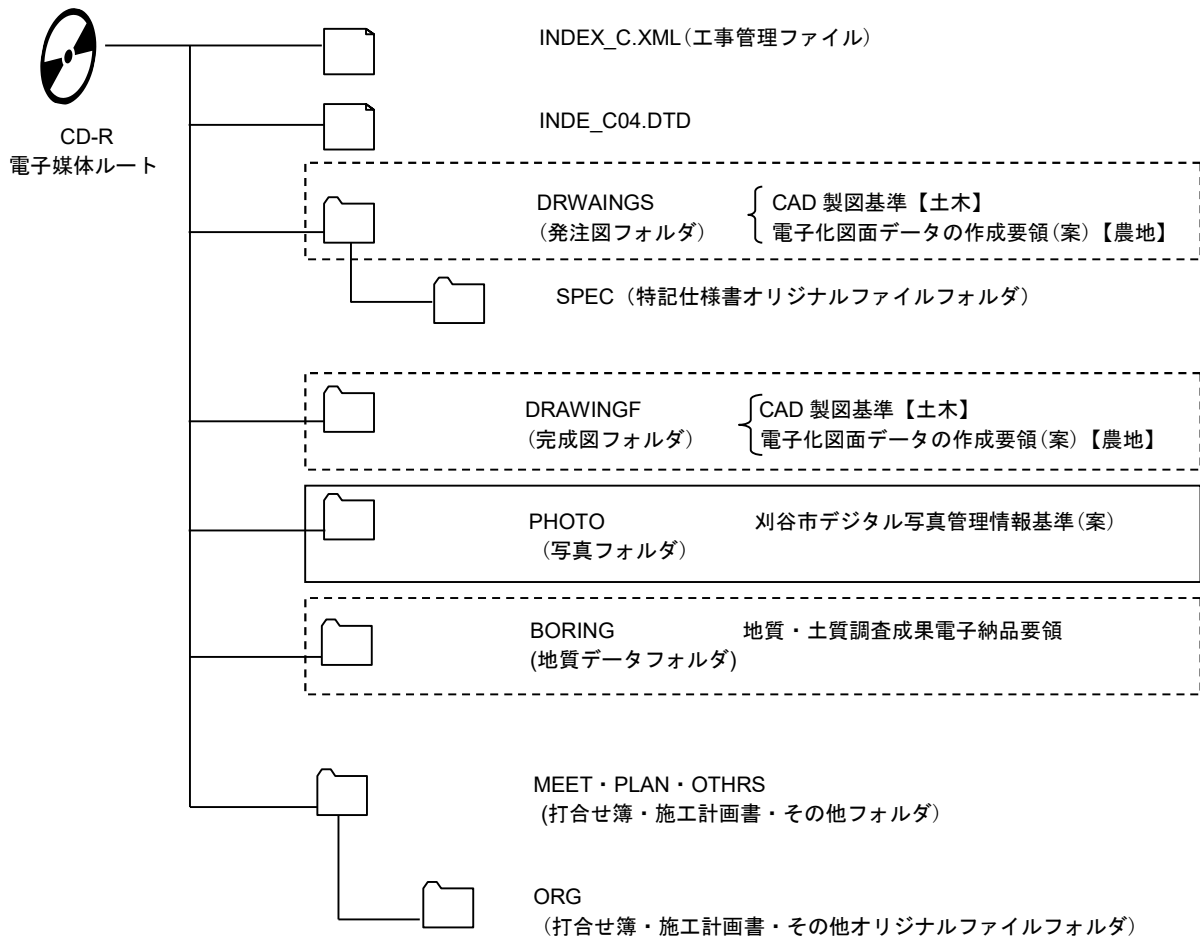 INDEX_C.XML(工事管理ファイル)
INDE_C04.DTD
CD-R
電子媒体ルート
DRWAINGS
(発注図フォルダ)
CAD 製図基準【土木】
電子化図面データの作成要領(案)【農地】
SPEC(特記仕様書オリジナルファイルフォルダ)
DRAWINGF
(完成図フォルダ)
CAD 製図基準【土木】
電子化図面データの作成要領(案)【農地】
PHOTO
(写真フォルダ)
刈谷市デジタル写真管理情報基準(案)
BORING
(地質データフォルダ)
地質・土質調査成果電子納品要領
MEET・PLAN・OTHRS
(打合せ簿・施工計画書・その他フォルダ)
ORG
(打合せ簿・施工計画書・その他オリジナルファイルフォルダ)